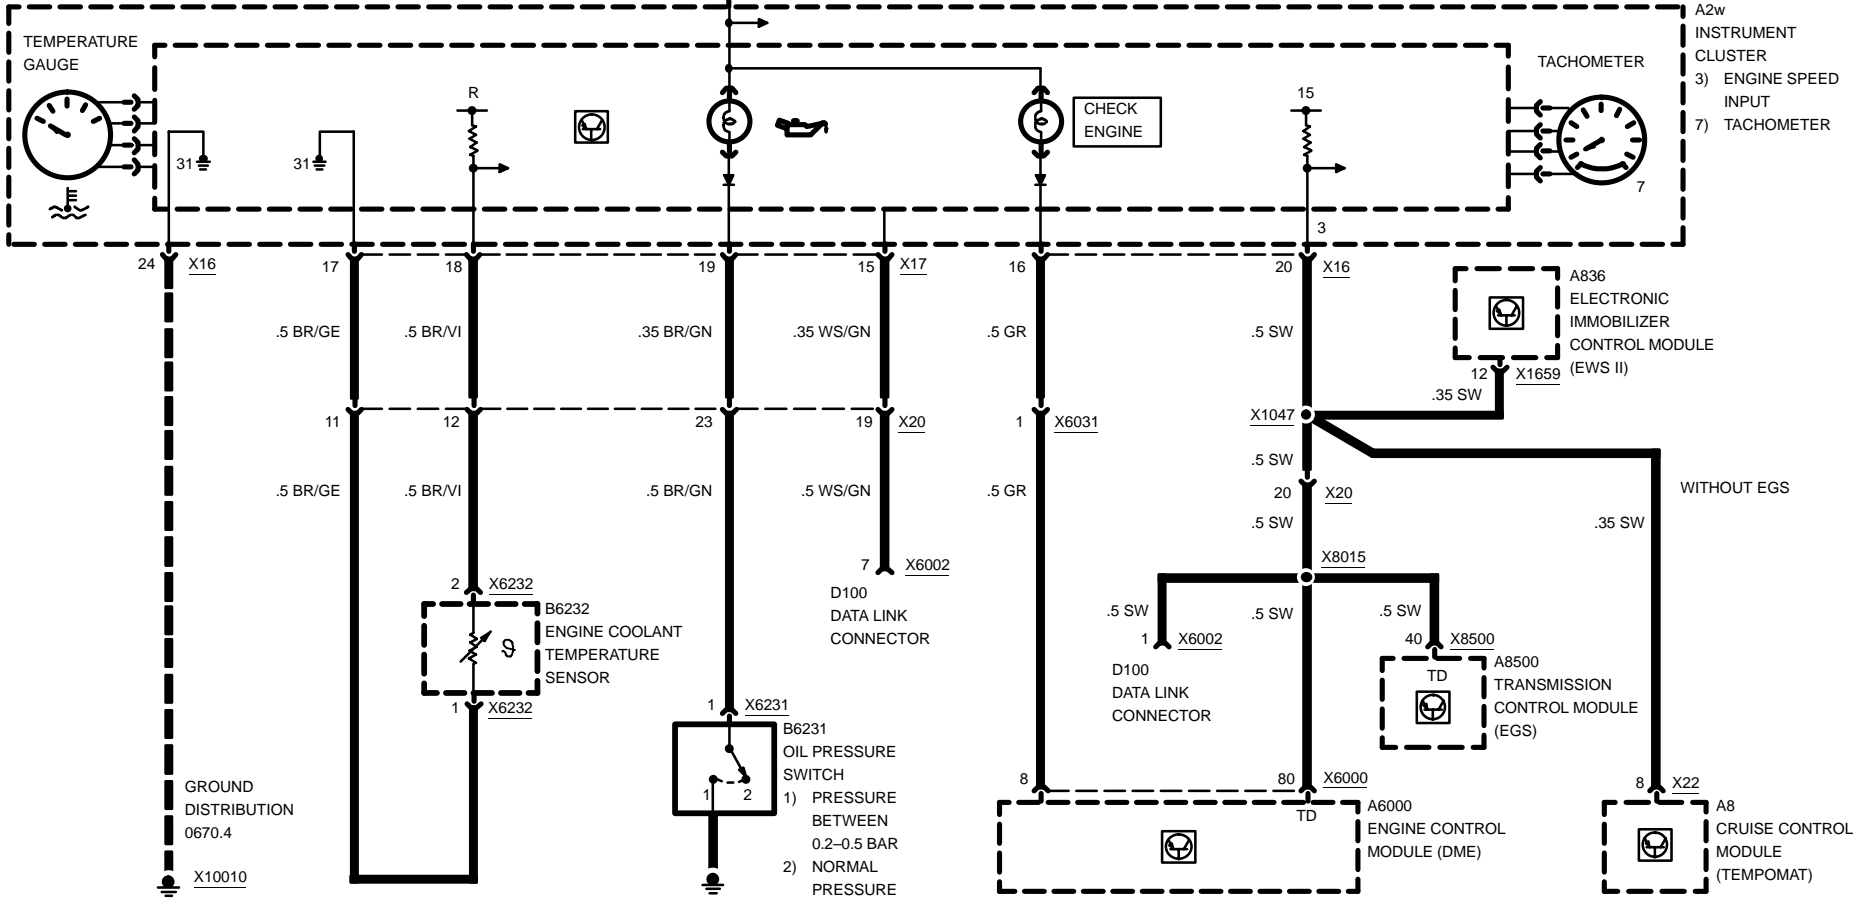 A2w
INSTRUMENT
CLUSTER
3) ENGINE SPEED
INPUT
7) TACHOMETER
TEMPERATURE
GAUGE
TACHOMETER
R
15
CHECK
ENGINE
31
31
7
3
24 X16
17
18
19
15 X17
16
20 X16
.5 BR/GE
.5 BR/VI
.35 BR/GN
.35 WS/GN
.5 GR
.5 SW
A836
ELECTRONIC
IMMOBILIZER
CONTROL MODULE
(EWS II)
12 X1659
.35 SW
11
12
23
19 X20
1 X6031
X1047
.5 SW
20 X20
.5 BR/GE
.5 BR/VI
.5 BR/GN
.5 WS/GN
.5 GR
.5 SW
WITHOUT EGS
.35 SW
7 X6002
D100
DATA LINK
CONNECTOR
X8015
2 X6232
B6232
ENGINE COOLANT
TEMPERATURE
SENSOR
1 X6232
.5 SW
.5 SW
.5 SW
1 X6002
D100
DATA LINK
CONNECTOR
40 X8500
TD
A8500
TRANSMISSION
CONTROL MODULE
(EGS)
1 X6231
B6231
OIL PRESSURE
SWITCH
1) PRESSURE
BETWEEN
0.2–0.5 BAR
2) NORMAL
PRESSURE
1 2
GROUND
DISTRIBUTION
0670.4
X10010
8
80 X6000
TD
A6000
ENGINE CONTROL
MODULE (DME)
8 X22
A8
CRUISE CONTROL
MODULE
(TEMPOMAT)